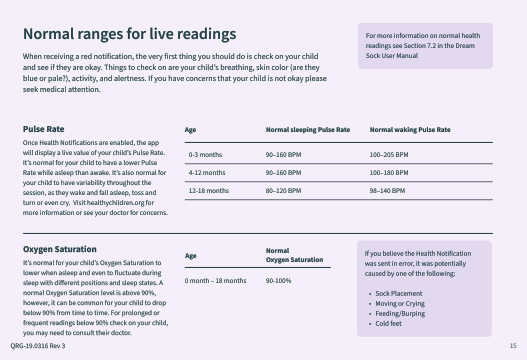 Normal ranges for live readings
When receiving a red notification, the very first thing you should do is check on your child
and see if they are okay. Things to check on are your child's breathing, skin color (are they
blue or pale?), activity, and alertness. If you have concerns that your child is not okay please
seek medical attention.
For more information on normal health
readings see Section 7.2 in the Dream
Sock User Manual
Pulse Rate
Once Health Notifications are enabled, the app
will display a live value of your child's Pulse Rate.
It's normal for your child to have a lower Pulse
Rate while asleep than awake. It's also normal for
your child to have variability throughout the
session, as they wake and fall asleep, toss and
turn or even cry. Visit healthychildren.org for
more information or see your doctor for concerns.
Age Normal sleeping Pulse Rate Normal waking Pulse Rate
0-3 months 90–160 BPM 100–205 BPM
4-12 months 90–160 BPM 100–180 BPM
12-18 months 80–120 BPM 98–140 BPM
Oxygen Saturation
It's normal for your child's Oxygen Saturation to
lower when asleep and even to fluctuate during
sleep with different positions and sleep states. A
normal Oxygen Saturation level is above 90%,
however, it can be common for your child to drop
below 90% from time to time. For prolonged or
frequent readings below 90% check on your child,
you may need to consult their doctor.
Age Normal
Oxygen Saturation
0 month – 18 months 90-100%
If you believe the Health Notification
was sent in error, it was potentially
caused by one of the following:
• Sock Placement
• Moving or Crying
• Feeding/Burping
• Cold feet
QRG-19.0316 Rev 3 15